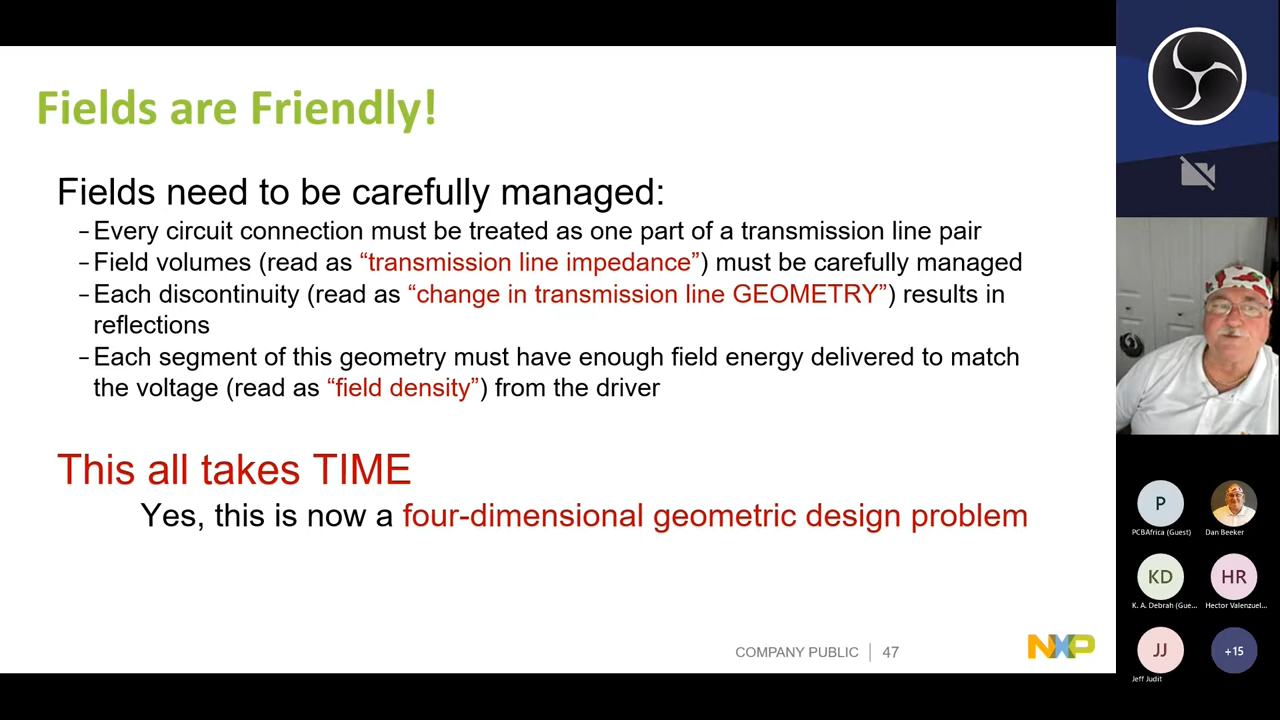 Fields are Friendly!
Fields need to be carefully managed:
–Every circuit connection must be treated as one part of a transmission line pair
–Field volumes (read as “transmission line impedance”) must be carefully managed
–Each discontinuity (read as “change in transmission line GEOMETRY”) results in
reflections
–Each segment of this geometry must have enough field energy delivered to match
the voltage (read as “field density”) from the driver
This all takes TIME
Yes, this is now a four-dimensional geometric design problem
COMPANY PUBLIC | 47
NXP
P
PCBAfrica (Guest)
Dan Beeker
KD
HR
K. A. Debrah (Gue...
Hector Valenzuel...
JJ
+15
Jeff Judit